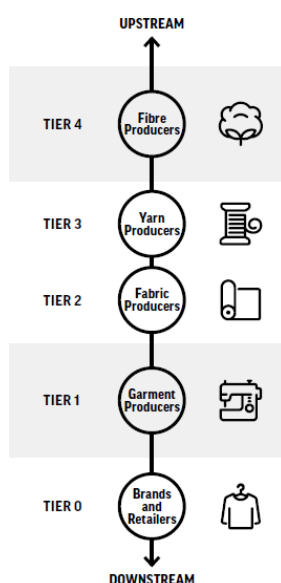 UPSTREAM
TIER 4
Fibre
Producers
TIER 3
Yarn
Producers
TIER 2
Fabric
Producers
TIER 1
Garment
Producers
TIER 0
Brands
and
Retailers
DOWNSTREAM